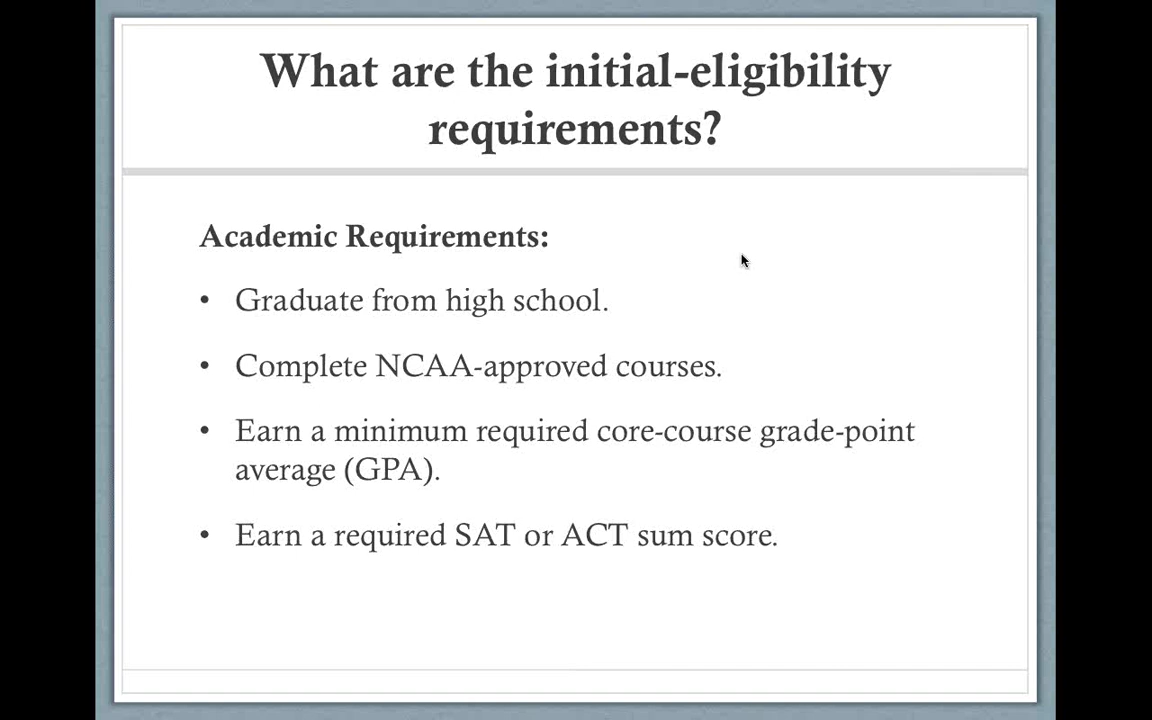 What are the initial-eligibility
requirements?
Academic Requirements:
• Graduate from high school.
• Complete NCAA-approved courses.
• Earn a minimum required core-course grade-point
average (GPA).
• Earn a required SAT or ACT sum score.